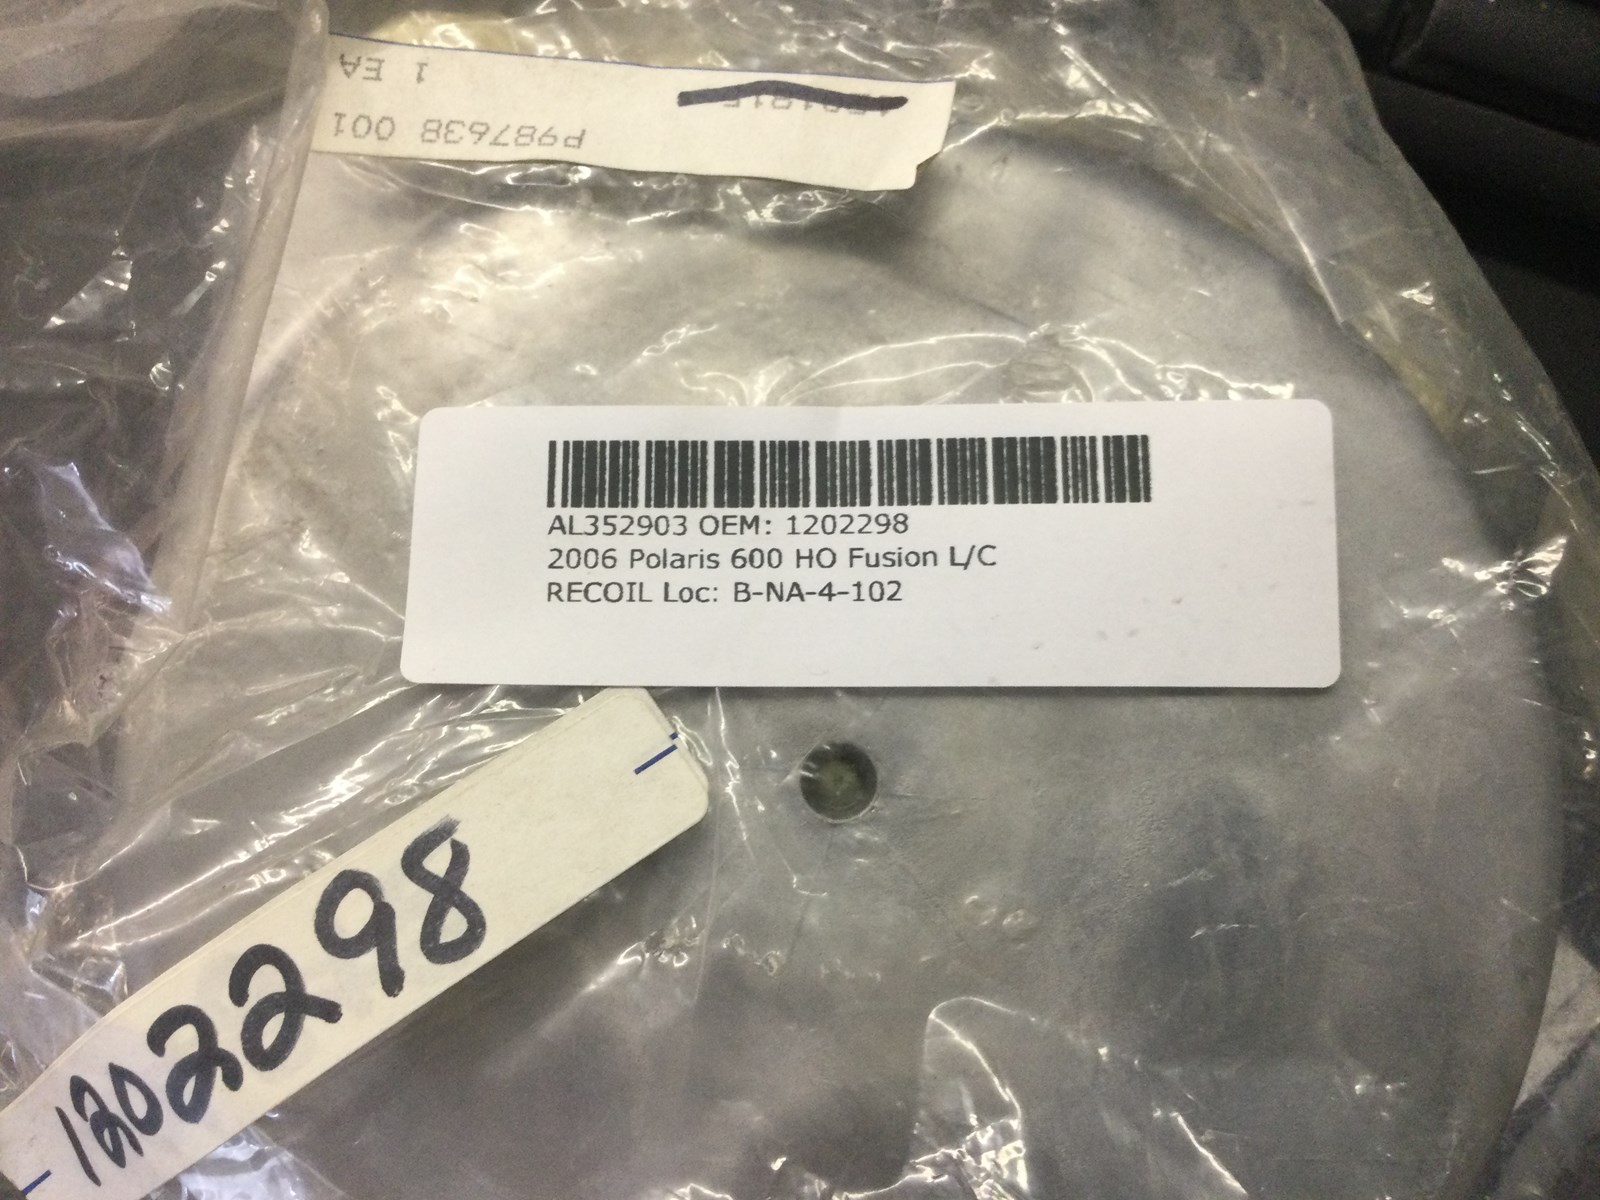 P987638 001
1 EA
AL352903 OEM: 1202298
2006 Polaris 600 HO Fusion L/C
RECOIL Loc: B-NA-4-102
1202298